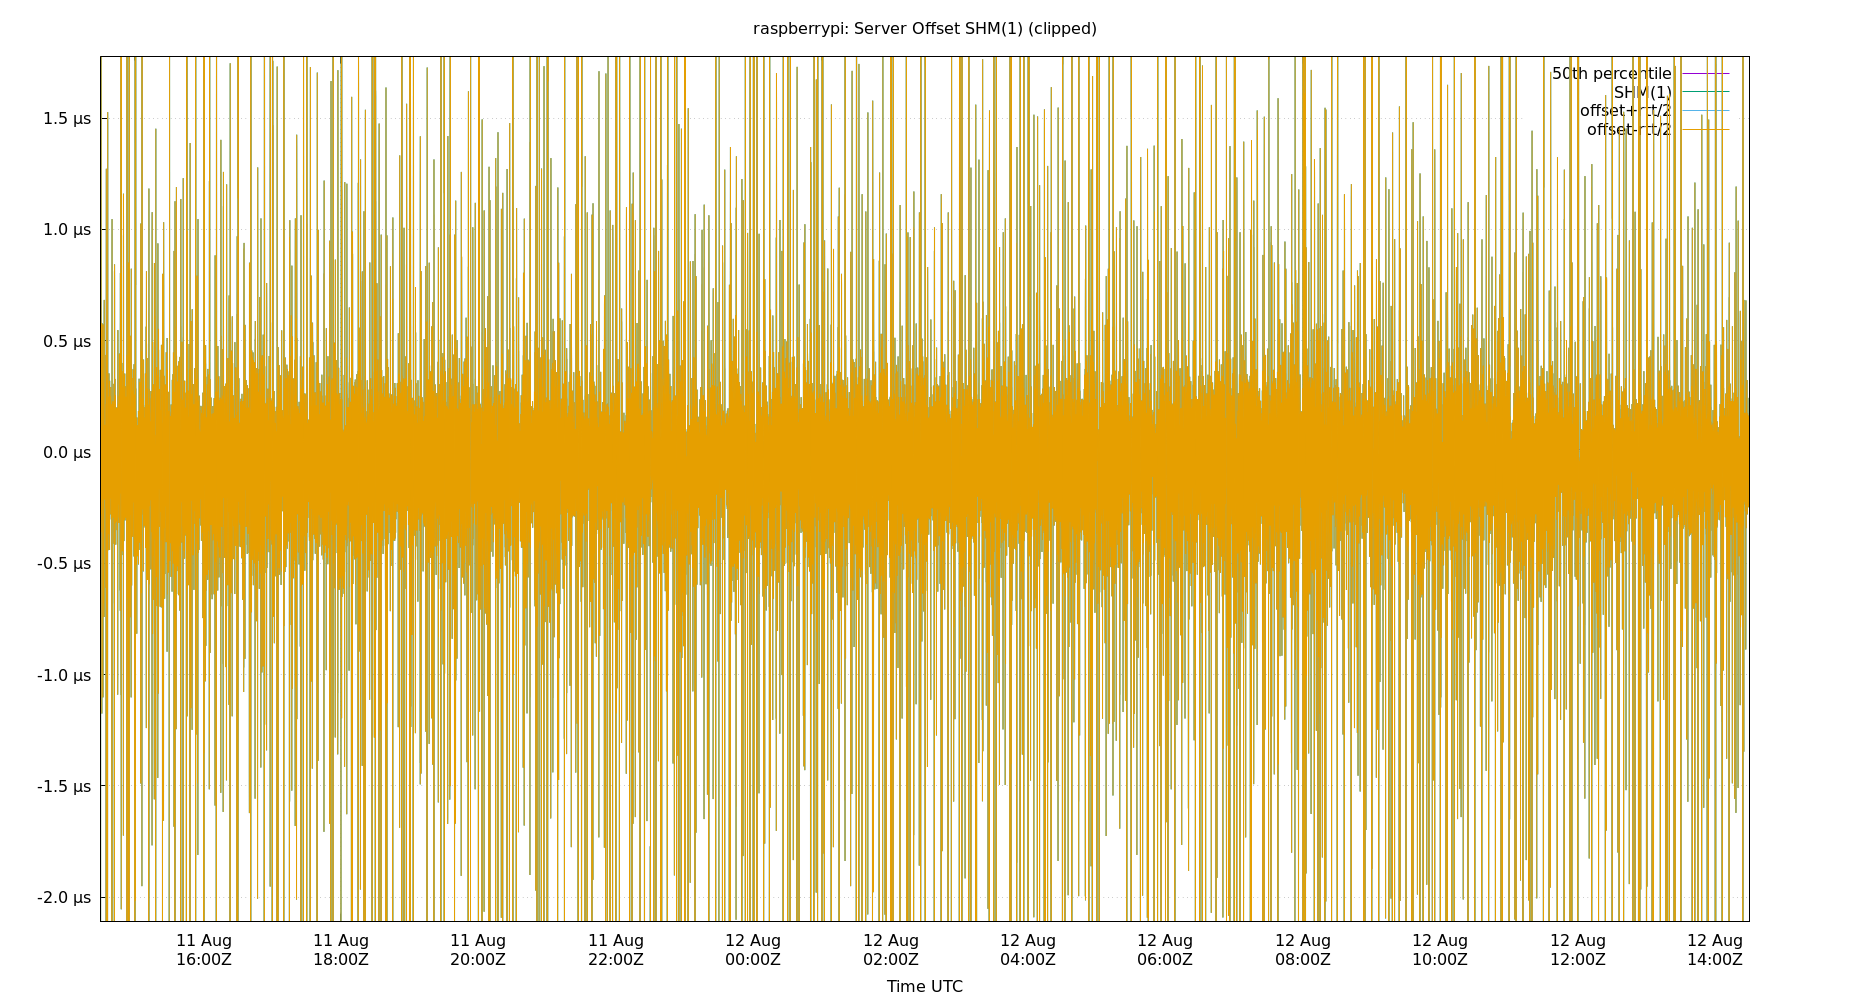 raspberrypi: Server Offset SHM(1) (clipped)
50th percentile
SHM(1)
offset+rtt/2
offset-rtt/2
1.5 µs
1.0 µs
0.5 µs
0.0 µs
-0.5 µs
-1.0 µs
-1.5 µs
-2.0 µs
11 Aug 11 Aug 11 Aug 11 Aug 12 Aug 12 Aug 12 Aug 12 Aug 12 Aug 12 Aug 12 Aug 12 Aug
16:00Z 18:00Z 20:00Z 22:00Z 00:00Z 02:00Z 04:00Z 06:00Z 08:00Z 10:00Z 12:00Z 14:00Z
Time UTC